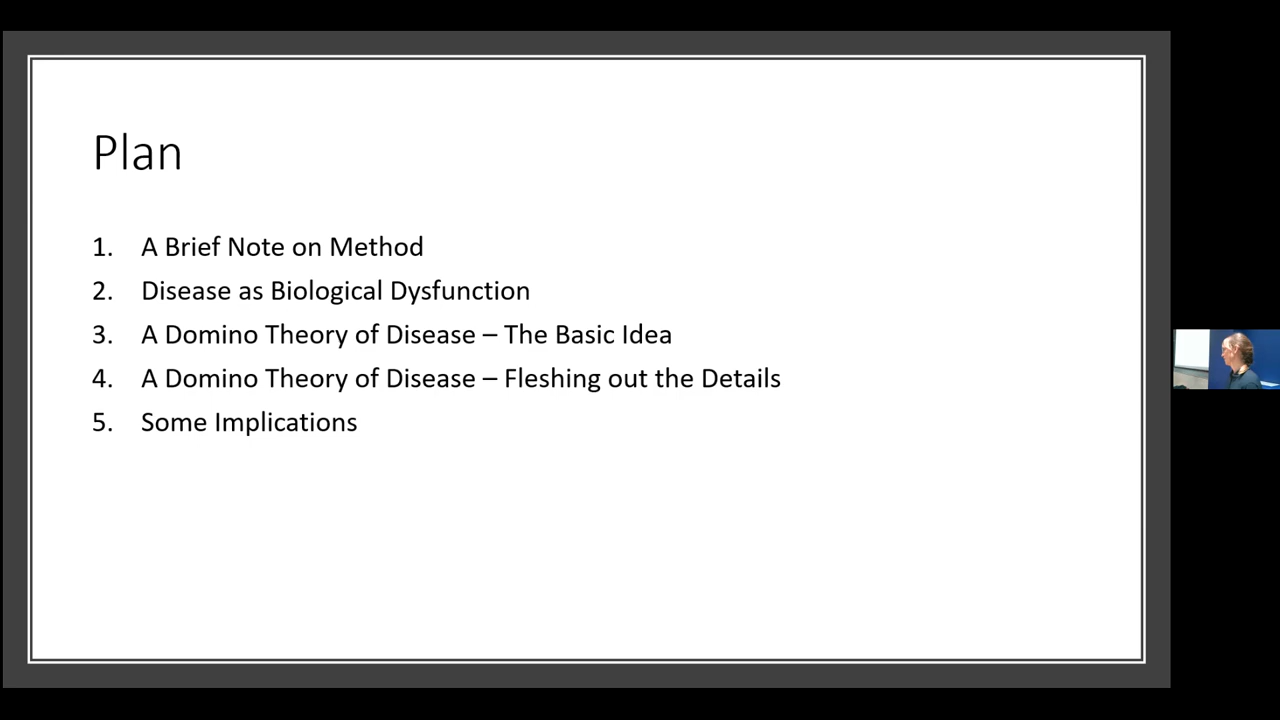 Plan
1. A Brief Note on Method
2. Disease as Biological Dysfunction
3. A Domino Theory of Disease – The Basic Idea
4. A Domino Theory of Disease – Fleshing out the Details
5. Some Implications